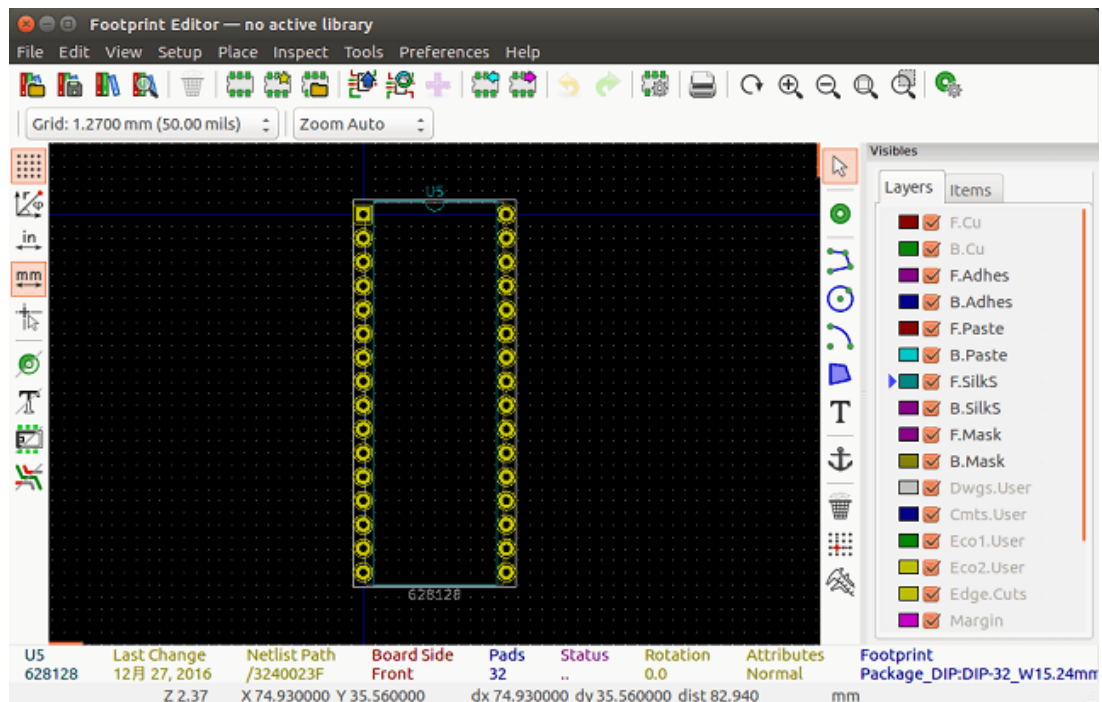 Footprint Editor — no active library
File Edit View Setup Place Inspect Tools Preferences Help
Grid: 1.2700 mm (50.00 mils) Zoom Auto
Visibles
Layers Items
in
mm
U5
628128
T
F.Cu
B.Cu
F.Adhes
B.Adhes
F.Paste
B.Paste
F.SilkS
B.SilkS
F.Mask
B.Mask
Dwgs.User
Cmts.User
Eco1.User
Eco2.User
Edge.Cuts
Margin
U5 Last Change Netlist Path Board Side Pads Status Rotation Attributes Footprint
628128 12月 27, 2016 /3240023F Front 32 .. 0.0 Normal Package_DIP:DIP-32_W15.24mm
Z 2.37 X 74.930000 Y 35.560000 dx 74.930000 dy 35.560000 dist 82.940 mm